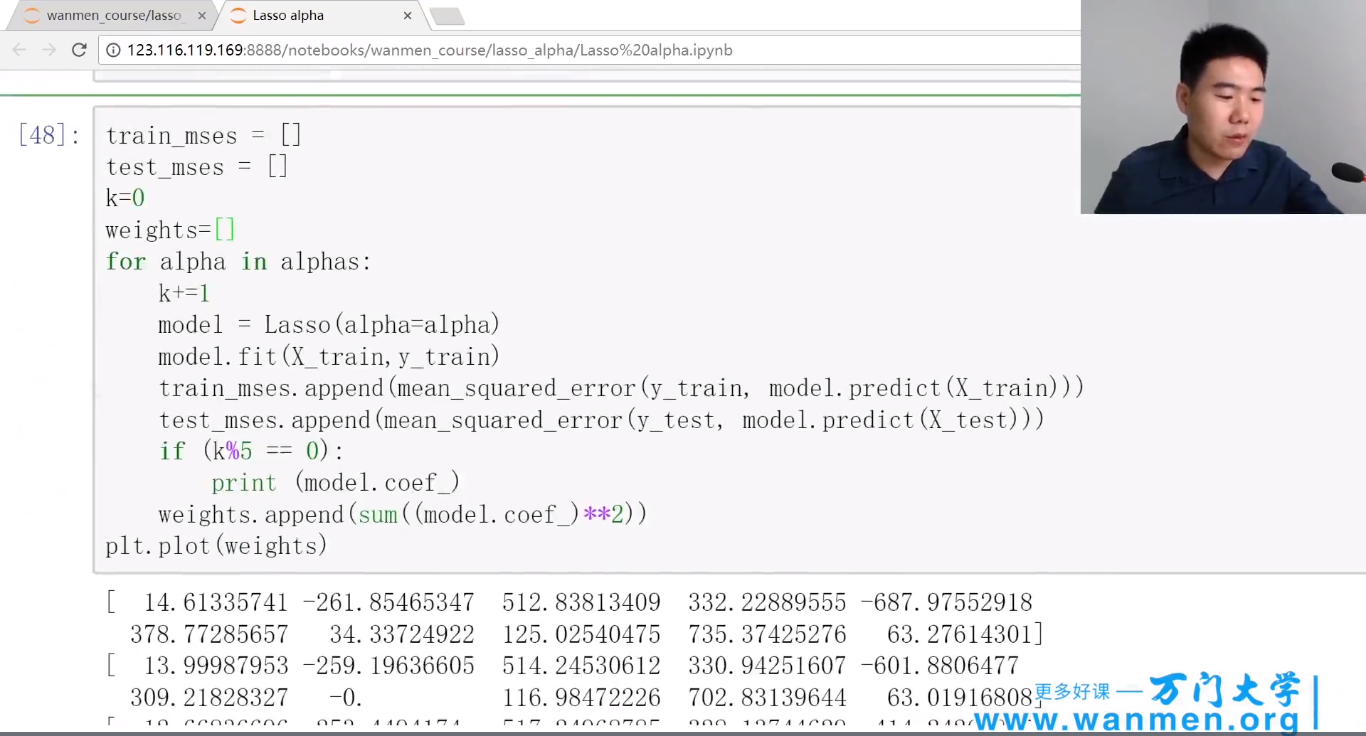 wanmen_course/lasso_
Lasso alpha
123.116.119.169:8888/notebooks/wanmen_course/lasso_alpha/Lasso%20alpha.ipynb
[48]:
train_mses = []
test_mses = []
k=0
weights=[]
for alpha in alphas:
k+=1
model = Lasso(alpha=alpha)
model.fit(X_train,y_train)
train_mses.append(mean_squared_error(y_train, model.predict(X_train)))
test_mses.append(mean_squared_error(y_test, model.predict(X_test)))
if (k%5 == 0):
print (model.coef_)
weights.append(sum((model.coef_)**2))
plt.plot(weights)
[ 14.61335741 -261.85465347 512.83813409 332.22889555 -687.97552918
378.77285657 34.33724922 125.02540475 735.37425276 63.27614301]
[ 13.99987953 -259.19636605 514.24530612 330.94251607 -601.8806477
309.21828327 -0. 116.98472226 702.83139644 63.01916808]
更多好课 — 万门大学
www.wanmen.org